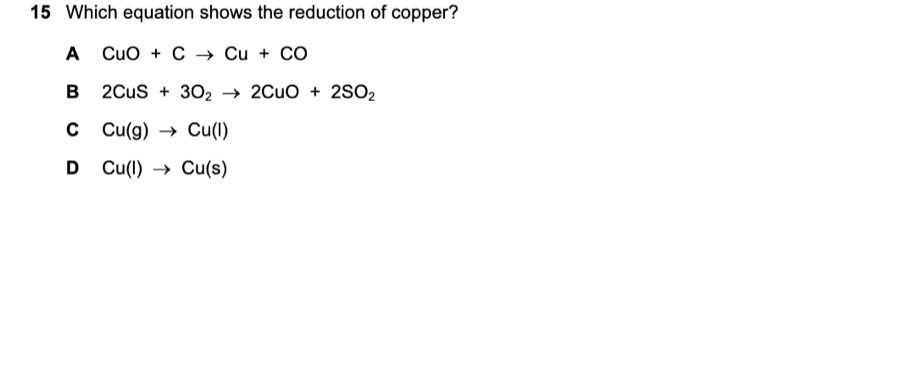 15 Which equation shows the reduction of copper?
A CuO + C → Cu + CO
B 2CuS + 3O₂ → 2CuO + 2SO₂
C Cu(g) → Cu(l)
D Cu(l) → Cu(s)